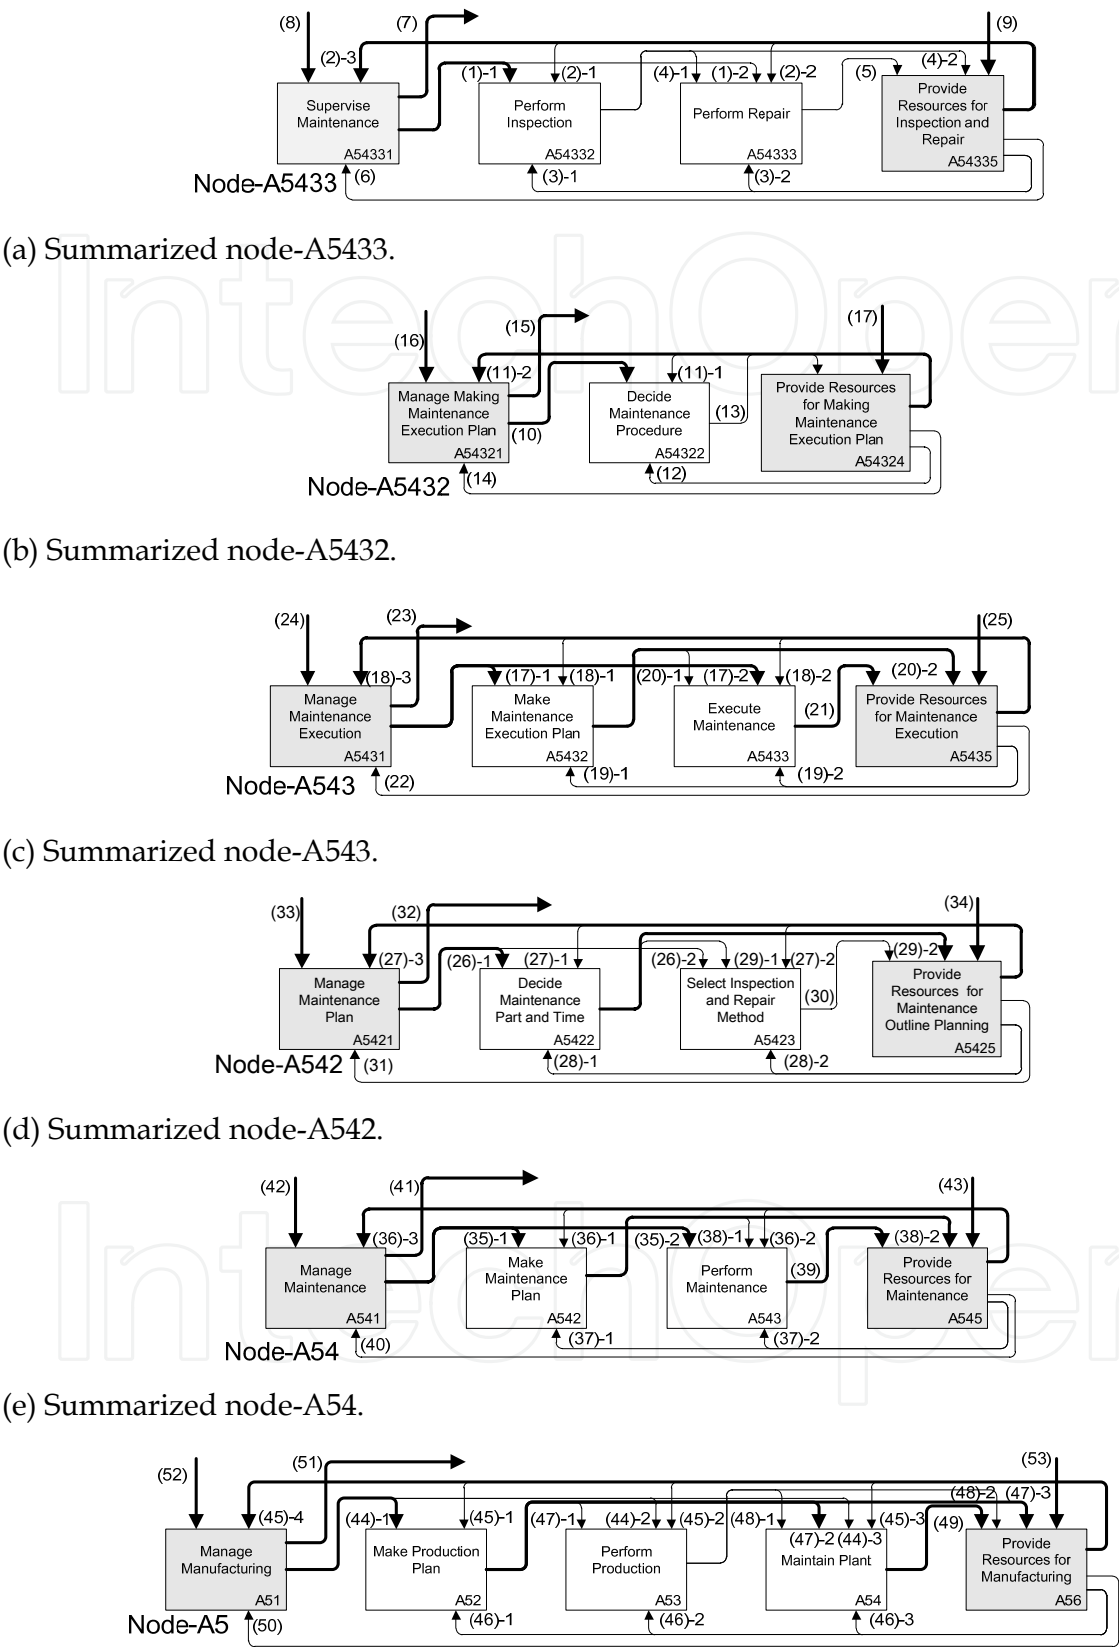 (8) (7) (9)
(2)-3 (1)-1 (2)-1 (4)-1 (1)-2 (2)-2 (5) (4)-2
Supervise
Maintenance
A54331
Perform
Inspection
A54332
Perform Repair
A54333
Provide
Resources for
Inspection and
Repair
A54335
(6) (3)-1 (3)-2
Node-A5433
(a) Summarized node-A5433.
IntechOpen
(16) (15) (17)
(11)-2 (11)-1
Manage Making
Maintenance
Execution Plan
A54321
(10)
Decide
Maintenance
Procedure
A54322
(13)
Provide Resources
for Making
Maintenance
Execution Plan
A54324
(14) (12)
Node-A5432
(b) Summarized node-A5432.
(24) (23) (25)
(18)-3 (17)-1 (18)-1 (20)-1 (17)-2 (18)-2 (20)-2
Manage
Maintenance
Execution
A5431
Make
Maintenance
Execution Plan
A5432
Execute
Maintenance
A5433
(21)
Provide Resources
for Maintenance
Execution
A5435
(22) (19)-1 (19)-2
Node-A543
(c) Summarized node-A543.
(33) (32) (34)
(27)-3 (26)-1 (27)-1 (26)-2 (29)-1 (27)-2 (29)-2
Manage
Maintenance
Plan
A5421
Decide
Maintenance
Part and Time
A5422
Select Inspection
and Repair
Method
A5423
(30)
Provide
Resources for
Maintenance
Outline Planning
A5425
(31) (28)-1 (28)-2
Node-A542
(d) Summarized node-A542.
IntechOpen
(42) (41) (43)
(36)-3 (35)-1 (36)-1 (35)-2 (38)-1 (36)-2 (38)-2
Manage
Maintenance
A541
Make
Maintenance
Plan
A542
Perform
Maintenance
A543
(39)
Provide
Resources for
Maintenance
A545
(40) (37)-1 (37)-2
Node-A54
(e) Summarized node-A54.
(52) (51) (53)
(45)-4 (44)-1 (45)-1 (47)-1 (44)-2 (45)-2 (48)-1 (47)-2 (44)-3 (45)-3 (49) (48)-2 (47)-3
Manage
Manufacturing
A51
Make Production
Plan
A52
Perform
Production
A53
Maintain Plant
A54
Provide
Resources for
Manufacturing
A56
(50) (46)-1 (46)-2 (46)-3
Node-A5